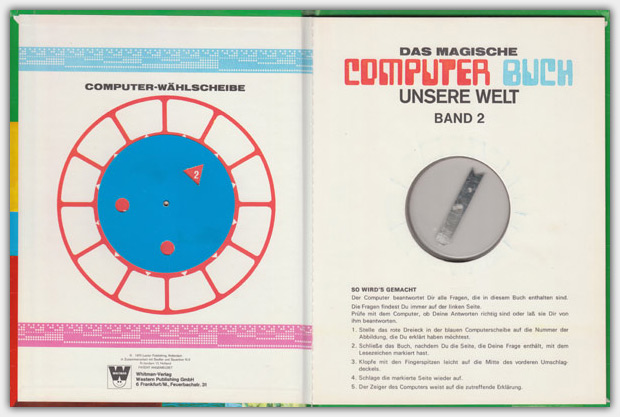 COMPUTER-WÄHLSCHEIBE
2
Whitman-Verlag
Western Publishing GmbH
6 Frankfurt/M., Feuerbachstr. 31
DAS MAGISCHE
COMPUTER BUCH
UNSERE WELT
BAND 2
SO WIRD'S GEMACHT
Der Computer beantwortet Dir alle Fragen, die in diesem Buch enthalten sind.
Die Fragen findest Du immer auf der linken Seite.
Prüfe mit dem Computer, ob Deine Antworten richtig sind oder laß sie Dir von
ihm beantworten.
1. Stelle das rote Dreieck in der blauen Computerscheibe auf die Nummer der
Abbildung, die Du erklärt haben möchtest.
2. Schließe das Buch, nachdem Du die Seite, die Deine Frage enthält, mit dem
Lesezeichen markiert hast.
3. Klopfe mit den Fingerspitzen leicht auf die Mitte des vorderen Umschlag-
deckels.
4. Schlage die markierte Seite wieder auf.
5. Der Zeiger des Computers weist auf die zutreffende Erklärung.